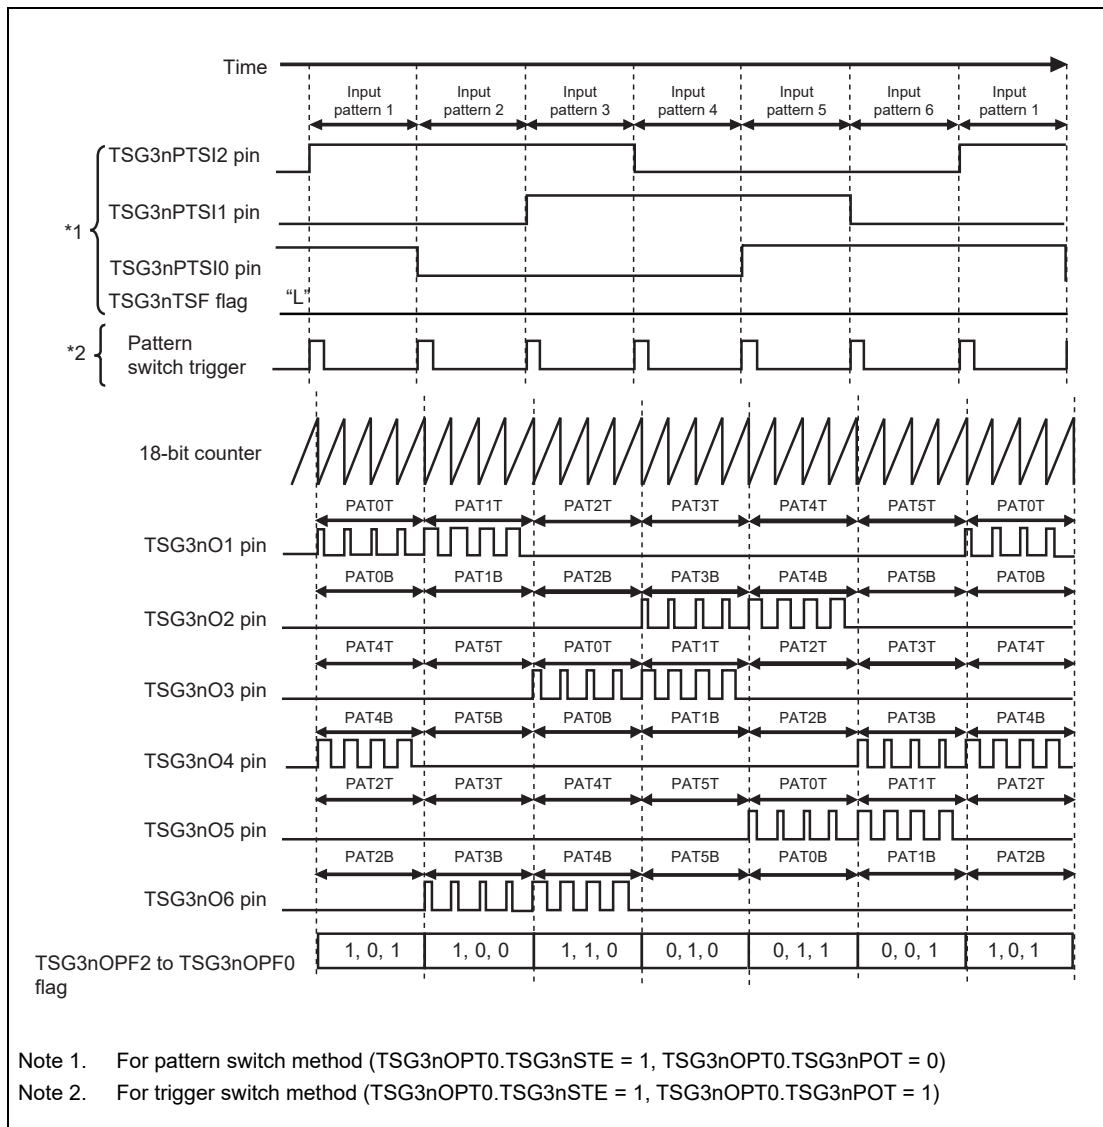 Time
Input pattern 1 Input pattern 2 Input pattern 3 Input pattern 4 Input pattern 5 Input pattern 6 Input pattern 1
*1
TSG3nPTSI2 pin
TSG3nPTSI1 pin
TSG3nPTSI0 pin
TSG3nTSF flag “L”
*2
Pattern
switch trigger
18-bit counter
PAT0T PAT1T PAT2T PAT3T PAT4T PAT5T PAT0T
TSG3nO1 pin
PAT0B PAT1B PAT2B PAT3B PAT4B PAT5B PAT0B
TSG3nO2 pin
PAT4T PAT5T PAT0T PAT1T PAT2T PAT3T PAT4T
TSG3nO3 pin
PAT4B PAT5B PAT0B PAT1B PAT2B PAT3B PAT4B
TSG3nO4 pin
PAT2T PAT3T PAT4T PAT5T PAT0T PAT1T PAT2T
TSG3nO5 pin
PAT2B PAT3B PAT4B PAT5B PAT0B PAT1B PAT2B
TSG3nO6 pin
1, 0, 1 1, 0, 0 1, 1, 0 0, 1, 0 0, 1, 1 0, 0, 1 1, 0, 1
TSG3nOPF2 to TSG3nOPF0
flag
Note 1. For pattern switch method (TSG3nOPT0.TSG3nSTE = 1, TSG3nOPT0.TSG3nPOT = 0)
Note 2. For trigger switch method (TSG3nOPT0.TSG3nSTE = 1, TSG3nOPT0.TSG3nPOT = 1)